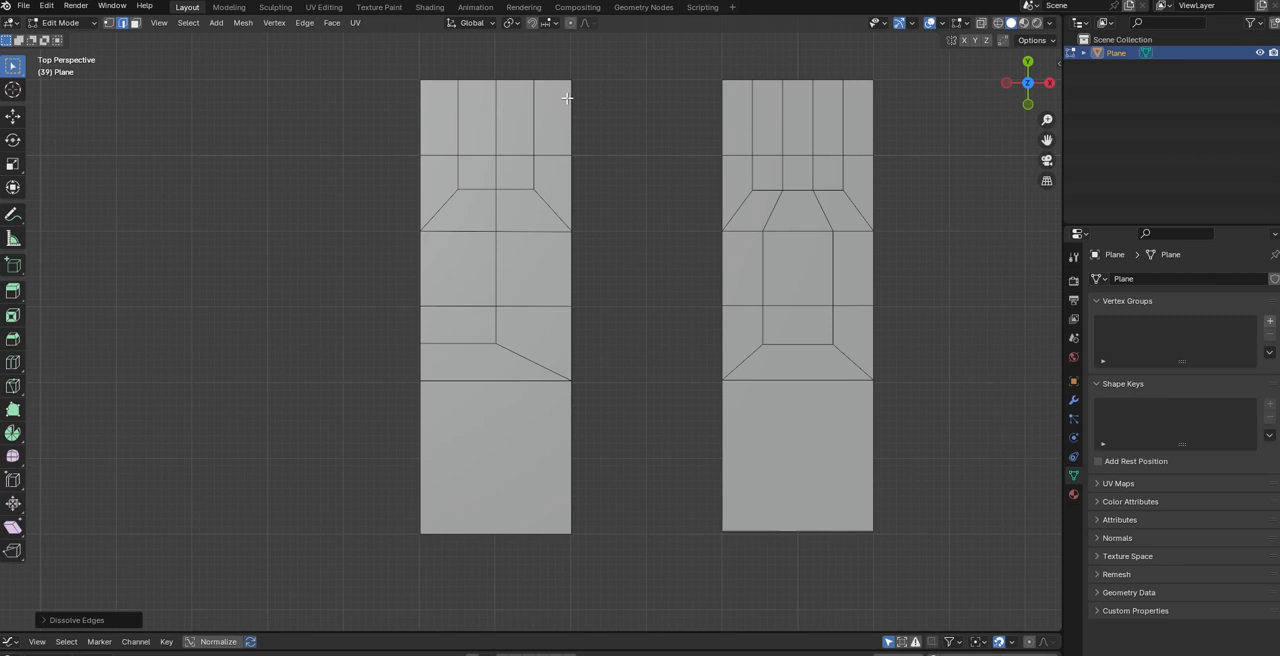 File Edit Render Window Help Layout Modeling Sculpting UV Editing Texture Paint Shading Animation Rendering Compositing Geometry Nodes Scripting + Scene ViewLayer
Edit Mode View Select Add Mesh Vertex Edge Face UV Global
X Y Z Options
Top Perspective
(39) Plane
Scene Collection
Plane
Y
X
Z
Plane > Plane
Plane
Vertex Groups
Shape Keys
Add Rest Position
UV Maps
Color Attributes
Attributes
Normals
Texture Space
Remesh
Geometry Data
Custom Properties
> Dissolve Edges
View Select Marker Channel Key Normalize